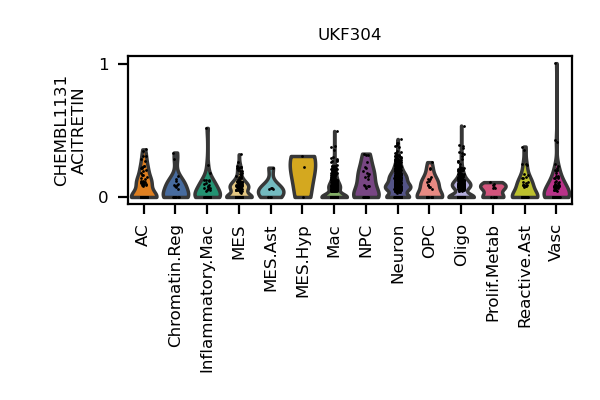 UKF304
CHEMBL1131
ACITRETIN
1
0
AC
Chromatin.Reg
Inflammatory.Mac
MES
MES.Ast
MES.Hyp
Mac
NPC
Neuron
OPC
Oligo
Prolif.Metab
Reactive.Ast
Vasc